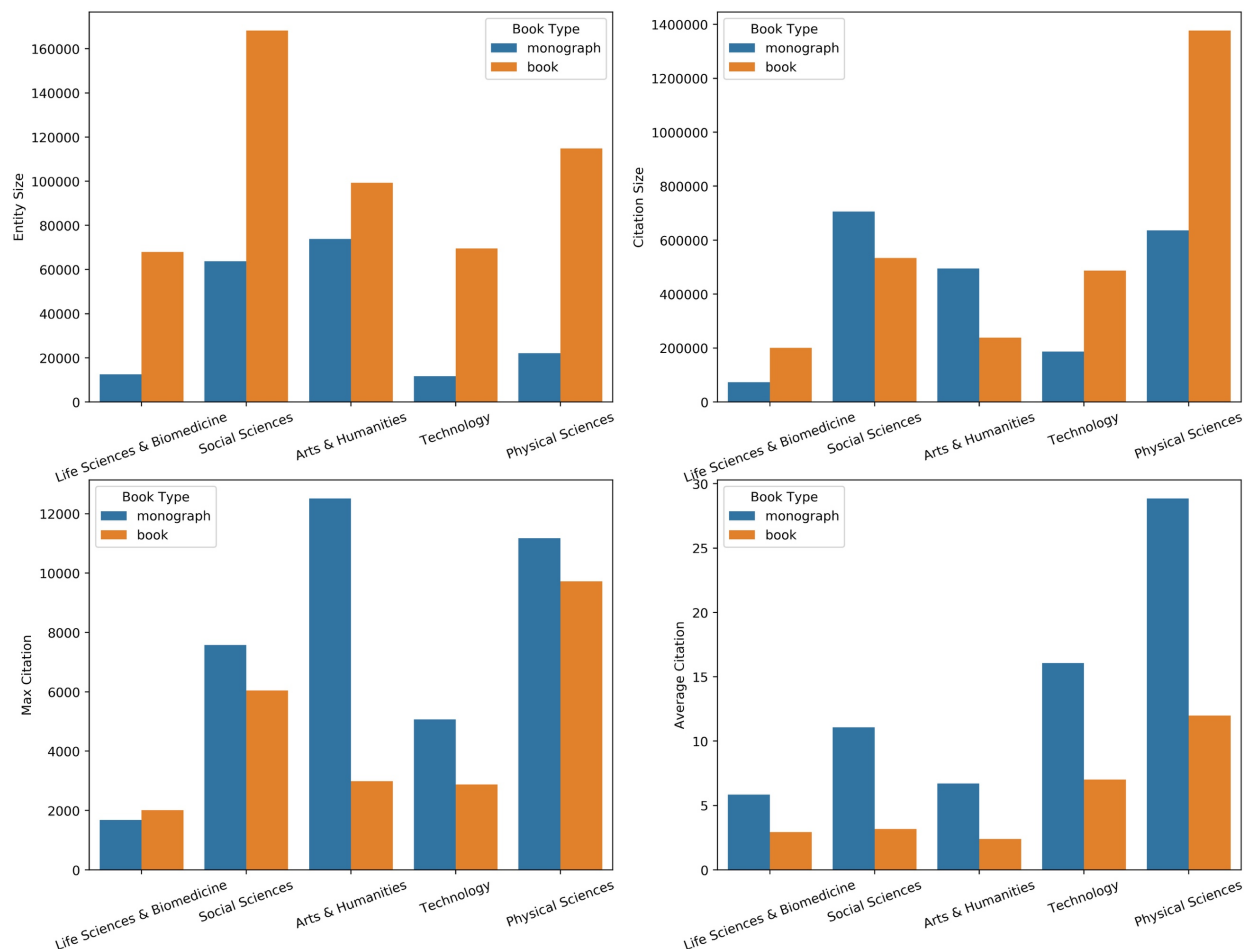 Entity Size
160000
140000
120000
100000
80000
60000
40000
20000
0
Book Type
monograph
book
Life Sciences & Biomedicine
Social Sciences
Arts & Humanities
Technology
Physical Sciences
Citation Size
1400000
1200000
1000000
800000
600000
400000
200000
0
Book Type
monograph
book
Life Sciences & Biomedicine
Social Sciences
Arts & Humanities
Technology
Physical Sciences
Max Citation
12000
10000
8000
6000
4000
2000
0
Book Type
monograph
book
Life Sciences & Biomedicine
Social Sciences
Arts & Humanities
Technology
Physical Sciences
Average Citation
30
25
20
15
10
5
0
Book Type
monograph
book
Life Sciences & Biomedicine
Social Sciences
Arts & Humanities
Technology
Physical Sciences